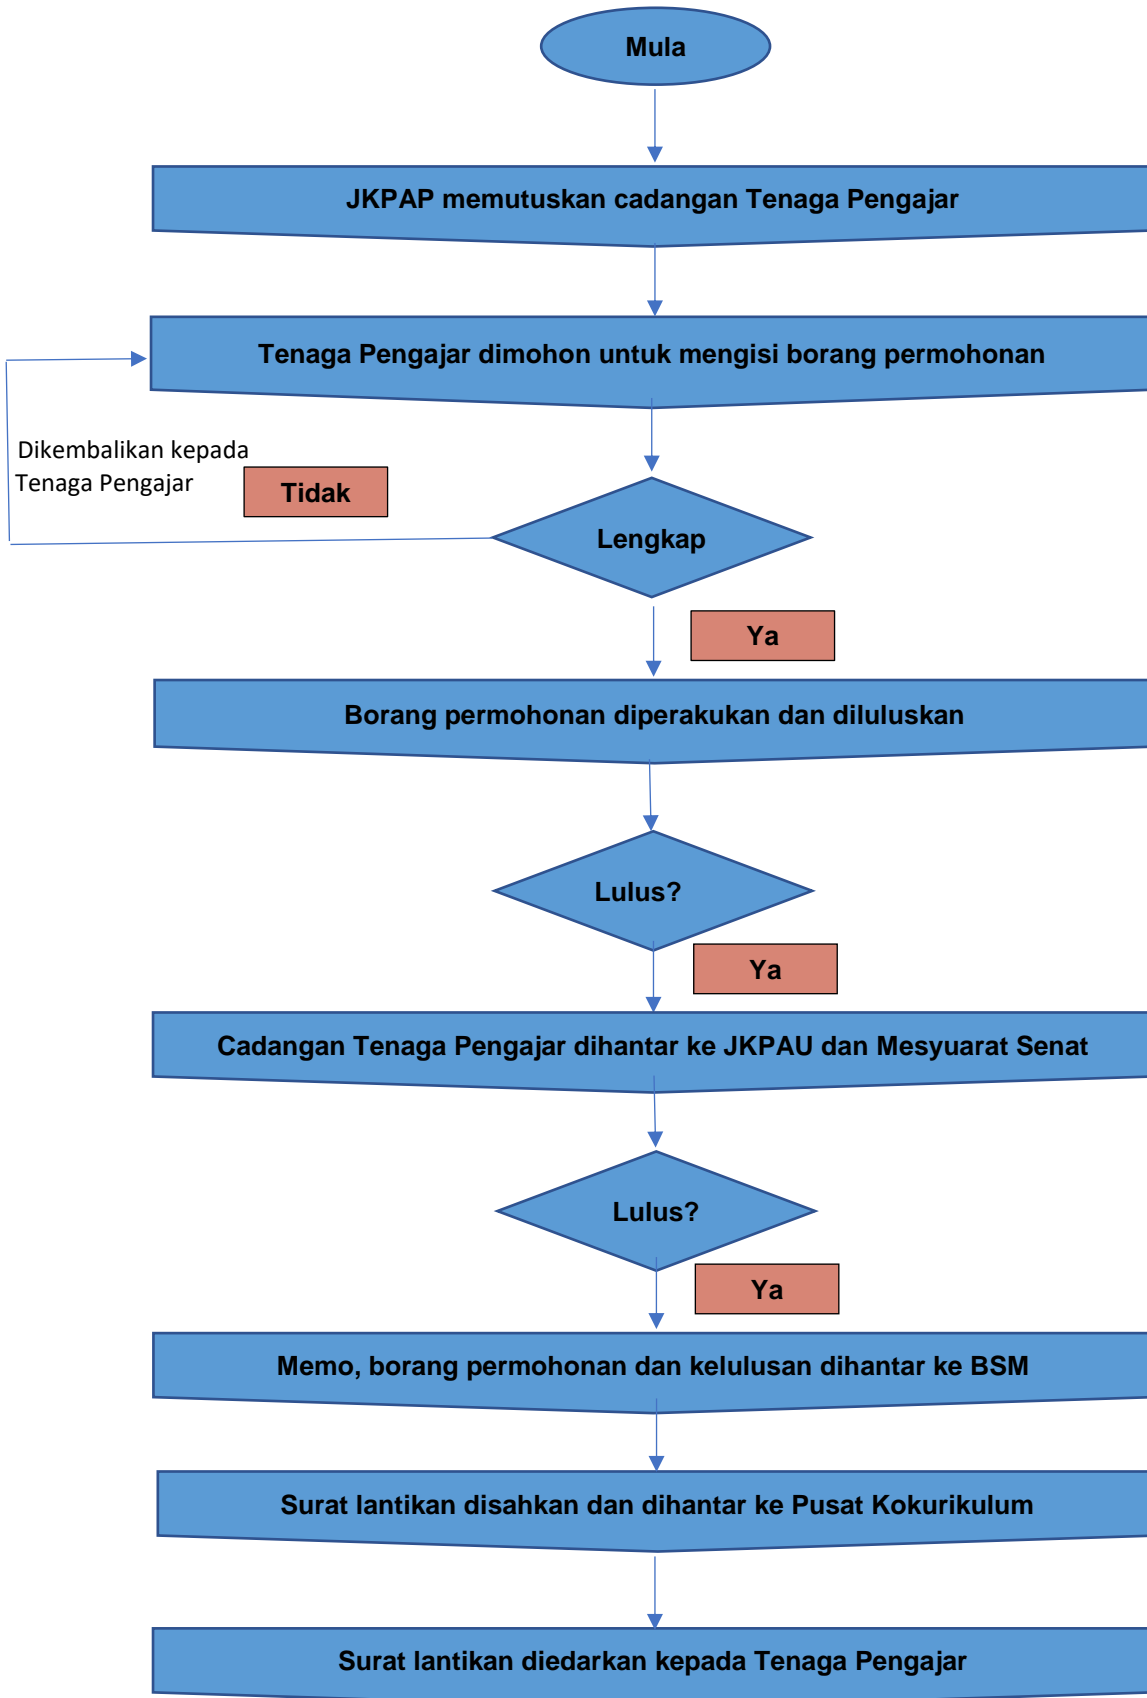 Mula
JKPAP memutuskan cadangan Tenaga Pengajar
Tenaga Pengajar dimohon untuk mengisi borang permohonan
Dikembalikan kepada
Tenaga Pengajar
Tidak
Lengkap
Ya
Borang permohonan diperakukan dan diluluskan
Lulus?
Ya
Cadangan Tenaga Pengajar dihantar ke JKPAU dan Mesyuarat Senat
Lulus?
Ya
Memo, borang permohonan dan kelulusan dihantar ke BSM
Surat lantikan disahkan dan dihantar ke Pusat Kokurikulum
Surat lantikan diedarkan kepada Tenaga Pengajar